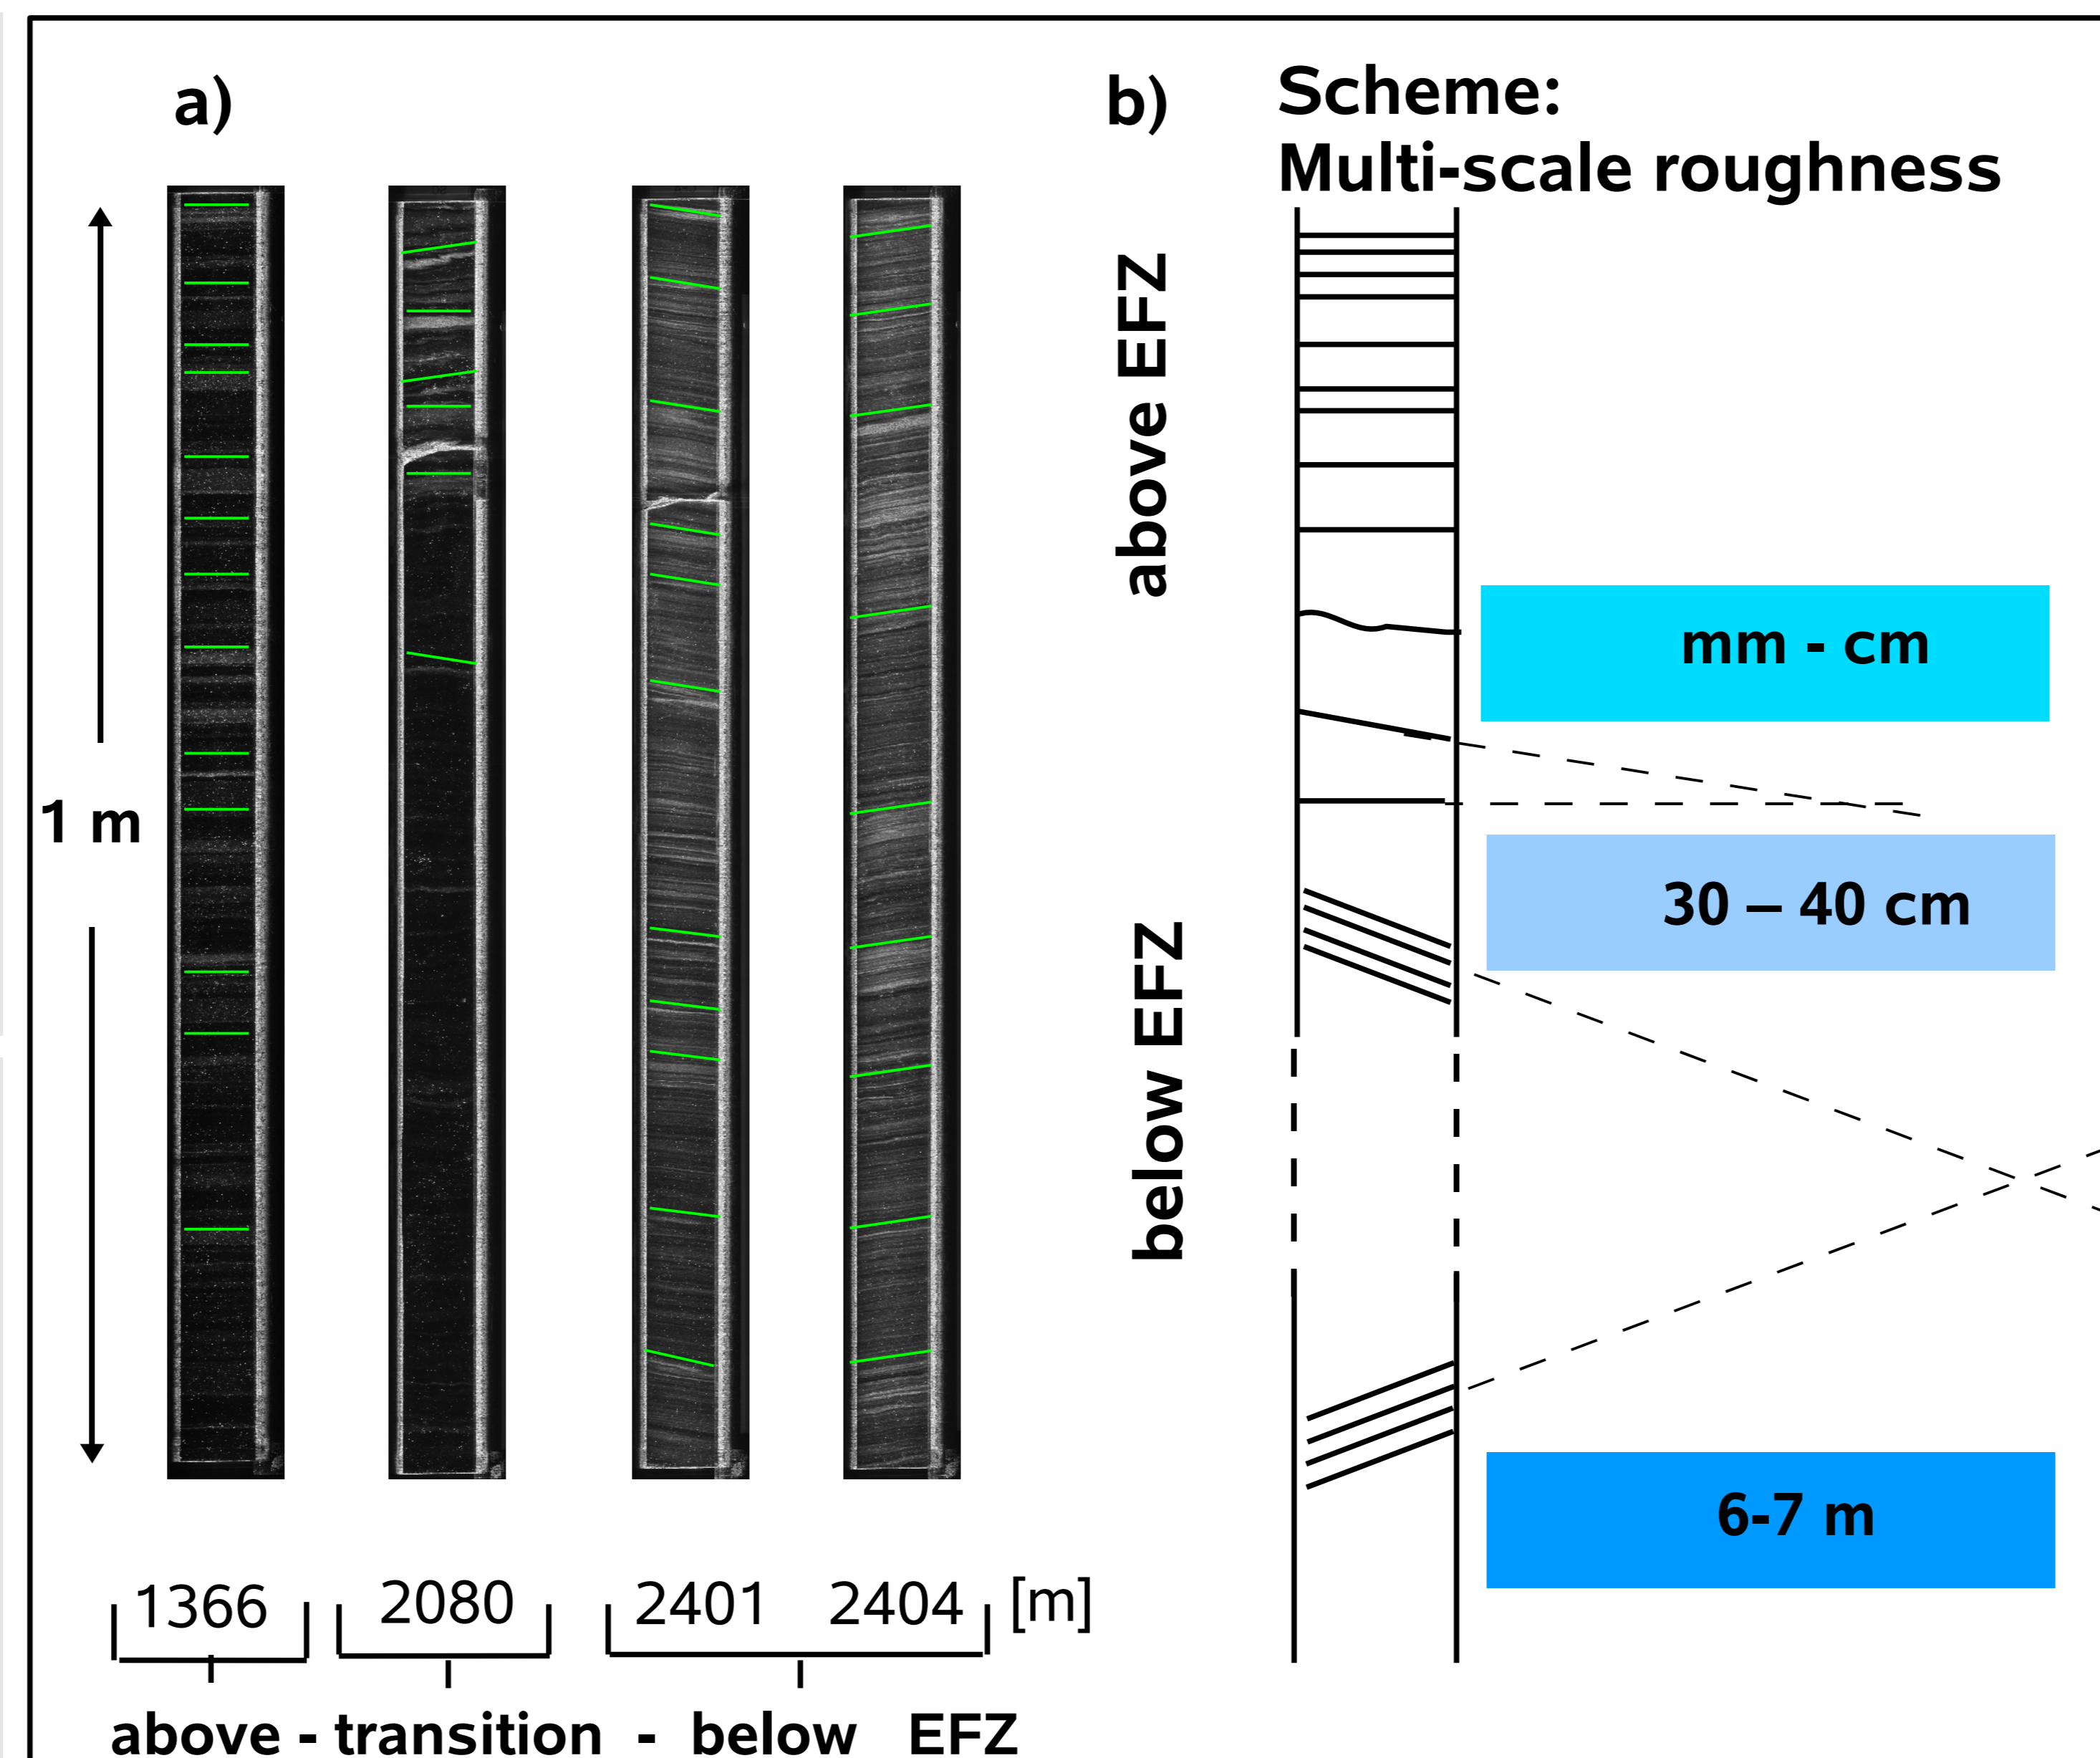 a)
1 m
1366
2080
2401
2404
[m]
above - transition - below EFZ
b)
Scheme:
Multi-scale roughness
above EFZ
mm - cm
30 – 40 cm
below EFZ
6-7 m